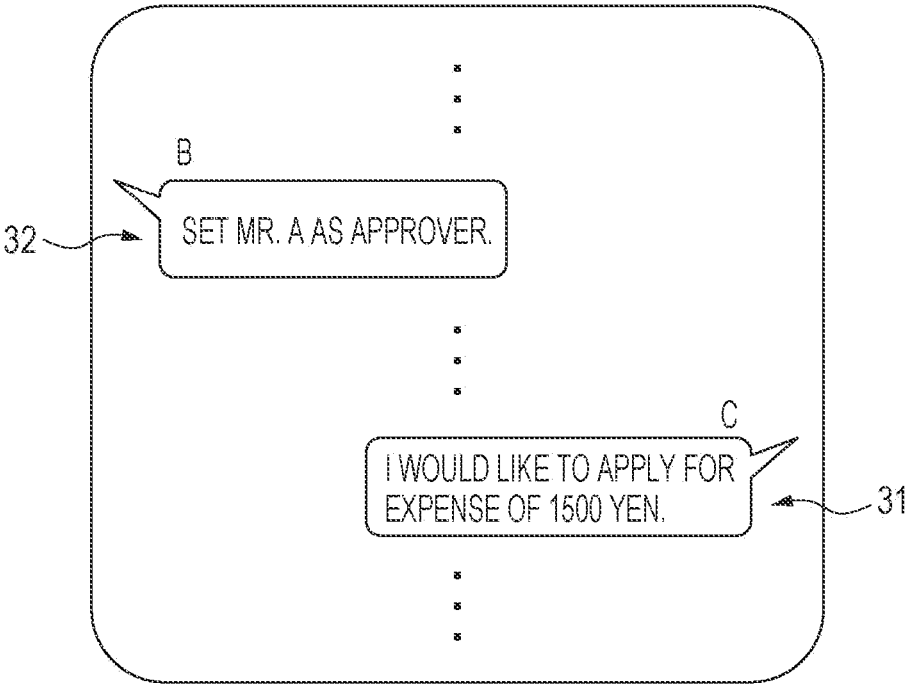 B
SET MR. A AS APPROVER.
32
C
I WOULD LIKE TO APPLY FOR
EXPENSE OF 1500 YEN.
31